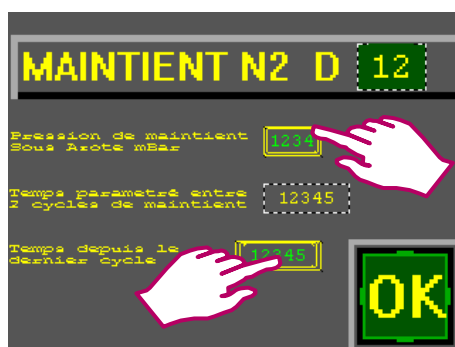 MAINTIENT N2 D 12
Pression de maintient
Sous Azote mBar
1234
Temps parametré entre
2 cycles de maintient
12345
Temps depuis le
dernier cycle
12345
OK